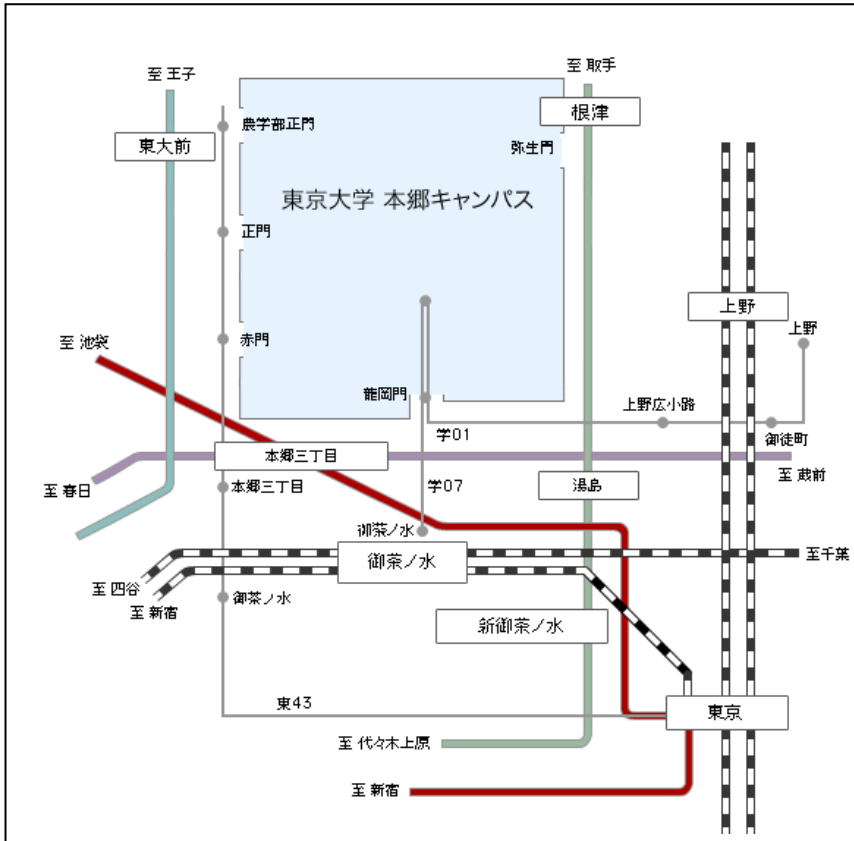 至 王子
至 取手
農学部正門
根津
東大前
弥生門
東京大学 本郷キャンパス
正門
上野
上野
至 池袋
赤門
龍岡門
上野広小路
学01
御徒町
本郷三丁目
至 蔵前
至 春日
本郷三丁目
学07
湯島
御茶ノ水
御茶ノ水
至千葉
至 四谷
至 新宿
御茶ノ水
新御茶ノ水
東43
東京
至 代々木上原
至 新宿